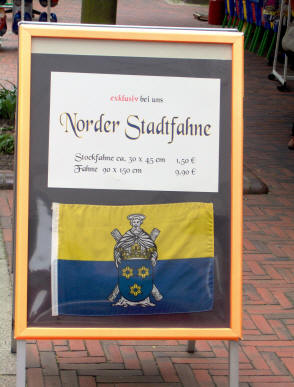 exklusiv bei uns
Norder Stadtfahne
Stockfahne ca. 30 x 45 cm 1,50 €
Fahne 90 x 150 cm 9,90 €